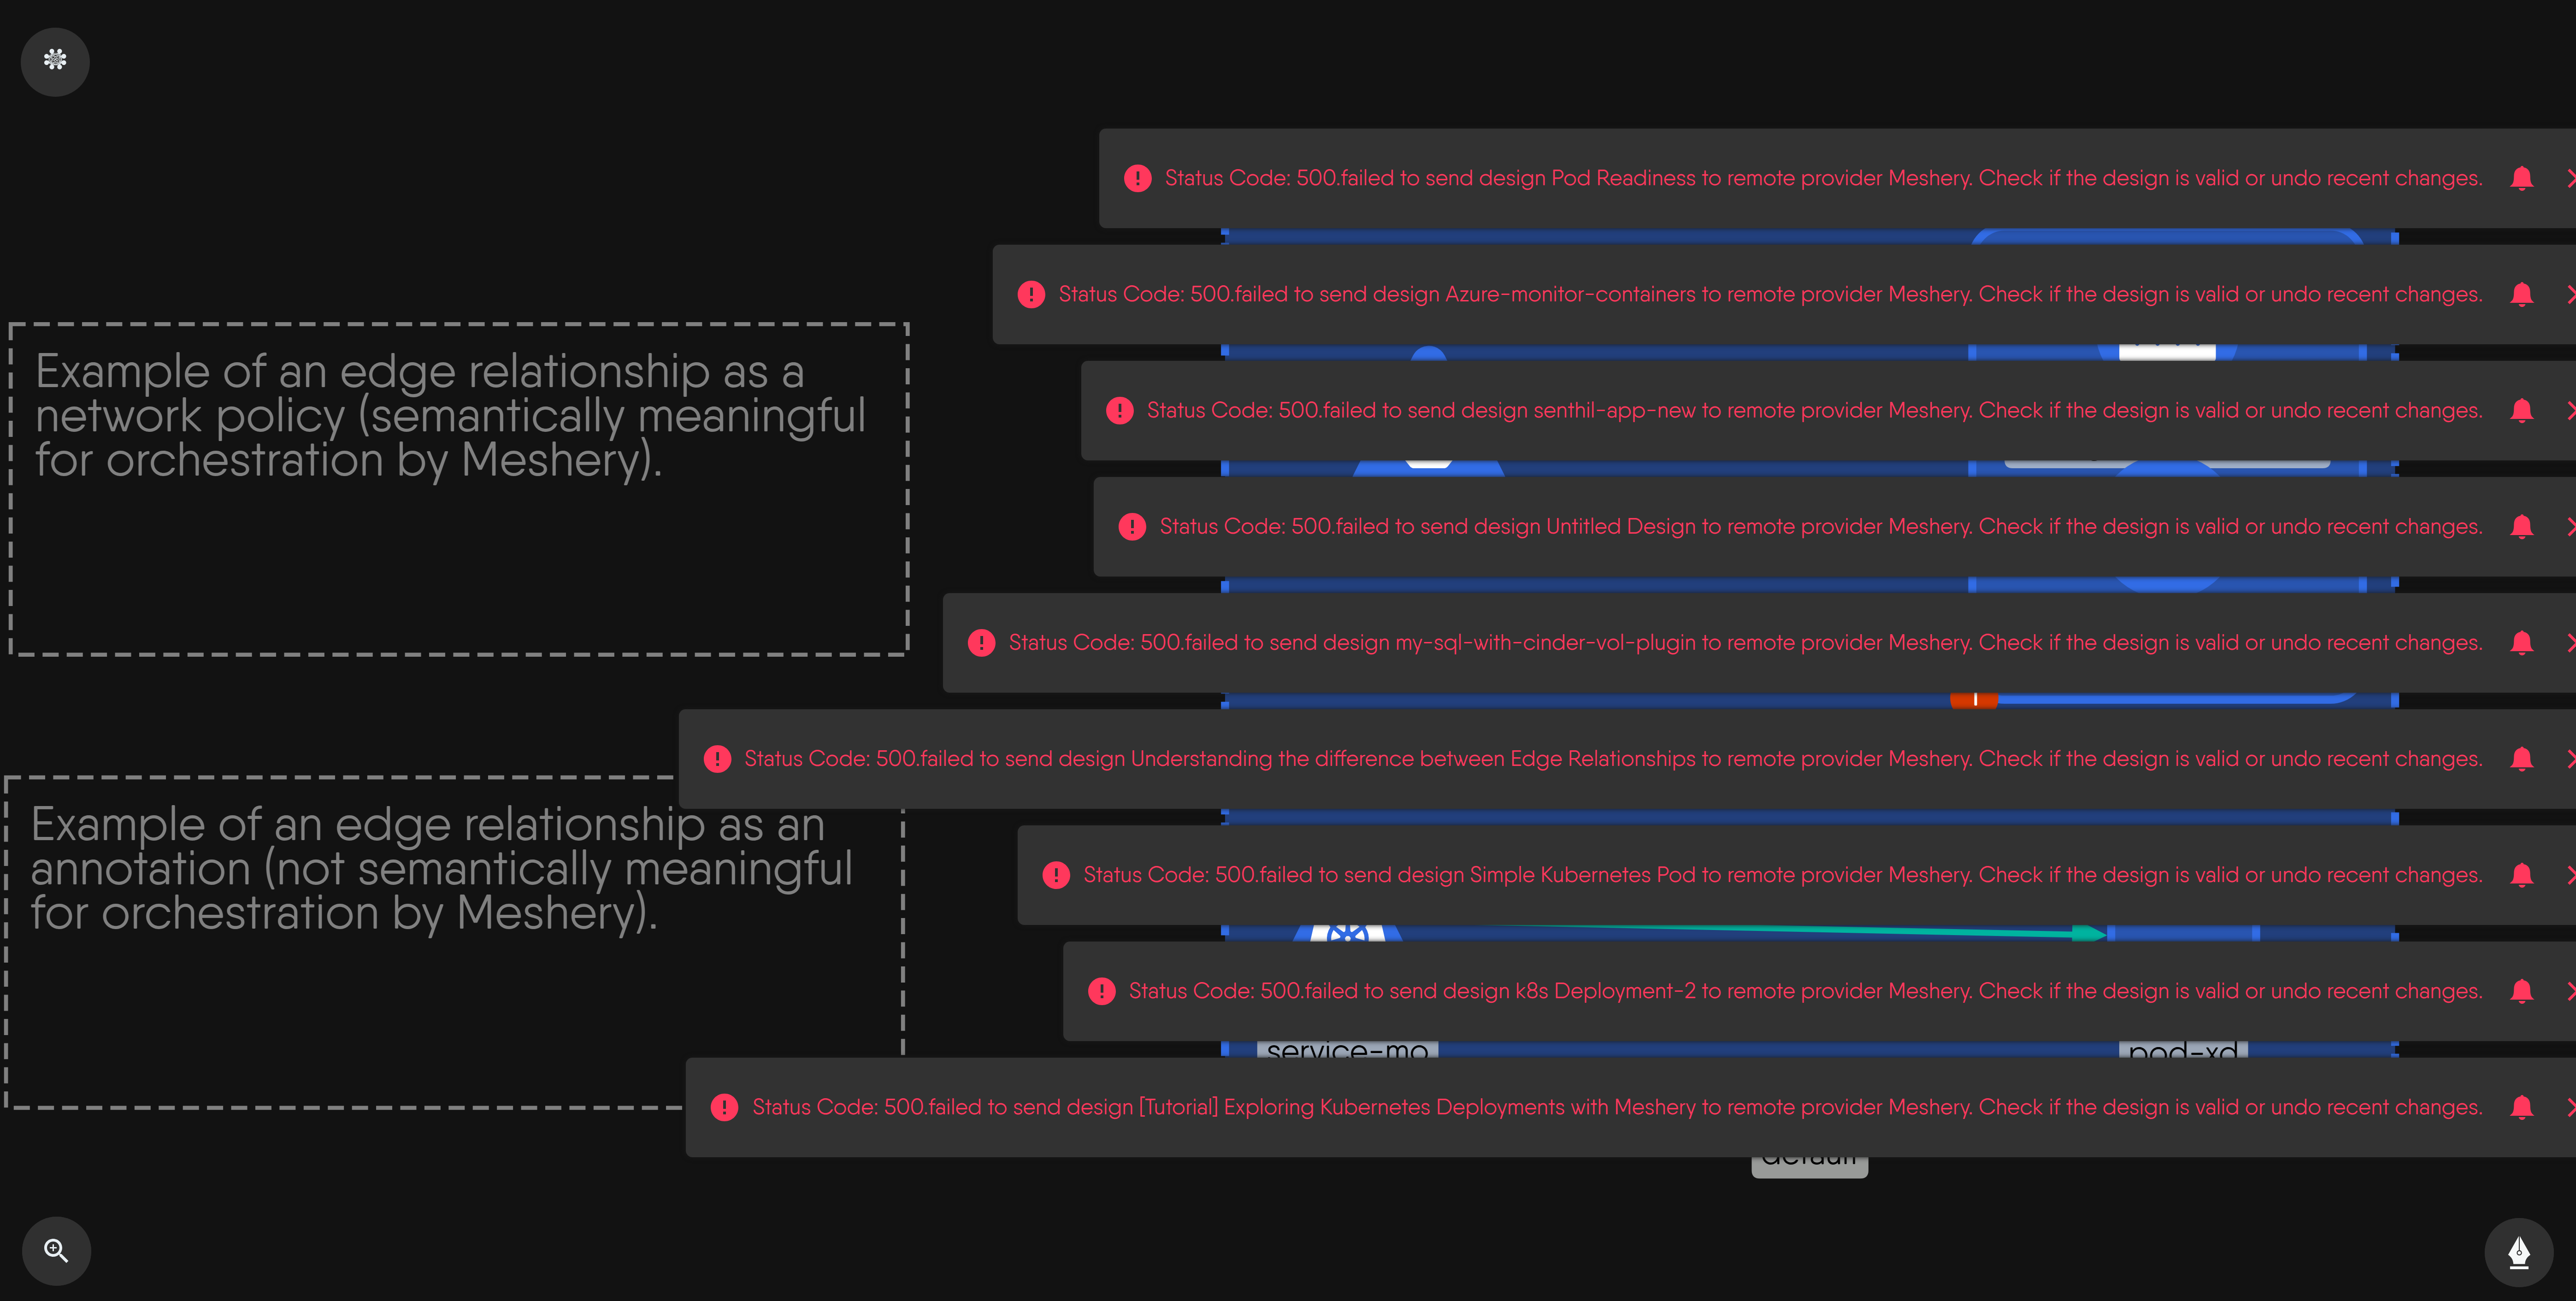 Status Code: 500.failed to send design Pod Readiness to remote provider Meshery. Check if the design is valid or undo recent changes.
Status Code: 500.failed to send design Azure-monitor-containers to remote provider Meshery. Check if the design is valid or undo recent changes.
Example of an edge relationship as a
network policy (semantically meaningful
for orchestration by Meshery).
Status Code: 500.failed to send design senthil-app-new to remote provider Meshery. Check if the design is valid or undo recent changes.
Status Code: 500.failed to send design Untitled Design to remote provider Meshery. Check if the design is valid or undo recent changes.
Status Code: 500.failed to send design my-sql-with-cinder-vol-plugin to remote provider Meshery. Check if the design is valid or undo recent changes.
Status Code: 500.failed to send design Understanding the difference between Edge Relationships to remote provider Meshery. Check if the design is valid or undo recent changes.
Example of an edge relationship as an
annotation (not semantically meaningful
for orchestration by Meshery).
Status Code: 500.failed to send design Simple Kubernetes Pod to remote provider Meshery. Check if the design is valid or undo recent changes.
Status Code: 500.failed to send design k8s Deployment-2 to remote provider Meshery. Check if the design is valid or undo recent changes.
service-mo
pod-xd
Status Code: 500.failed to send design [Tutorial] Exploring Kubernetes Deployments with Meshery to remote provider Meshery. Check if the design is valid or undo recent changes.
default